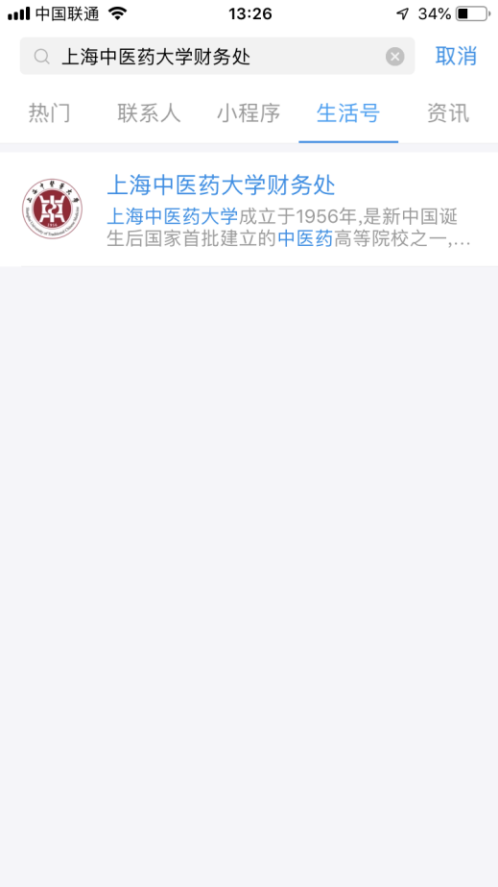 中国联通 13:26 34%
上海中医药大学财务处 取消
热门 联系人 小程序 生活号 资讯
上海中医药大学财务处
上海中医药大学成立于1956年,是新中国诞
生后国家首批建立的中医药高等院校之一,...